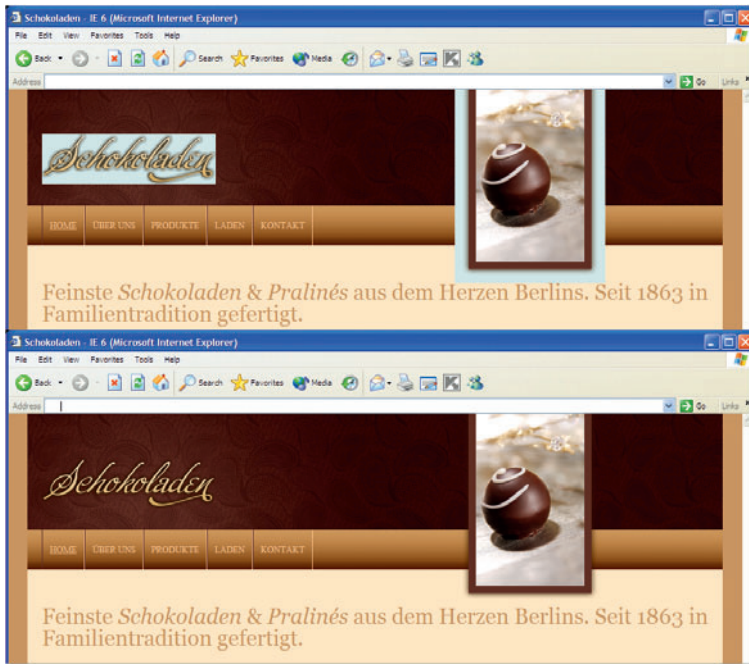 Schokoladen - IE 6 (Microsoft Internet Explorer)
File Edit View Favorites Tools Help
Back Search Favorites Media
Address Go Links
Schokoladen
HOME ÜBER UNS PRODUKTE LADEN KONTAKT
Feinste Schokoladen & Pralinés aus dem Herzen Berlins. Seit 1863 in
Familientradition gefertigt.
Schokoladen - IE 6 (Microsoft Internet Explorer)
File Edit View Favorites Tools Help
Back Search Favorites Media
Address Go Links
Schokoladen
HOME ÜBER UNS PRODUKTE LADEN KONTAKT
Feinste Schokoladen & Pralinés aus dem Herzen Berlins. Seit 1863 in
Familientradition gefertigt.